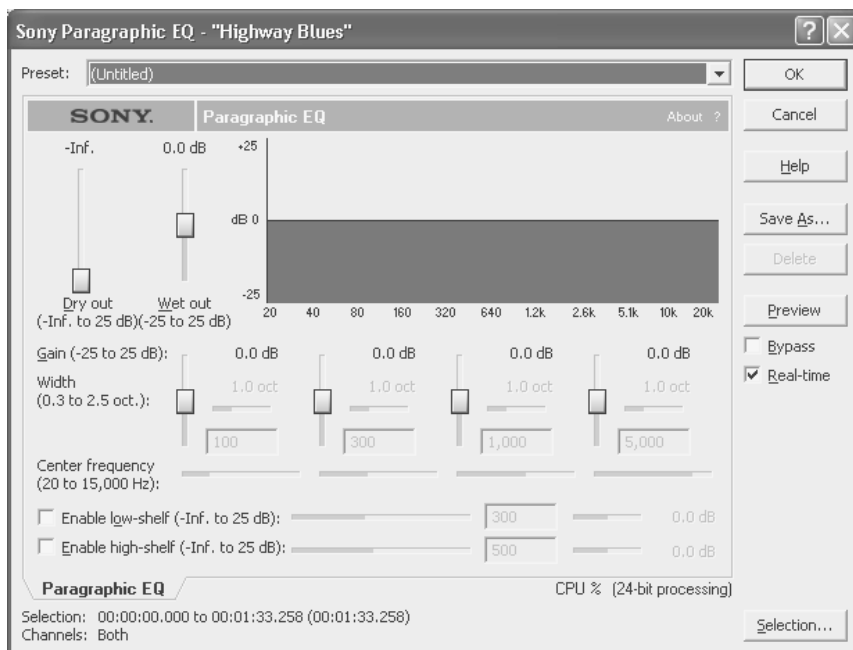 Sony Paragraphic EQ - "Highway Blues"
Preset: (Untitled)
OK
Cancel
Help
Save As...
Delete
Preview
Bypass
Real-time
SONY. Paragraphic EQ About ?
-Inf. 0.0 dB
+25
dB 0
-25
20 40 80 160 320 640 1.2k 2.6k 5.1k 10k 20k
Dry out Wet out
(-Inf. to 25 dB)(-25 to 25 dB)
Gain (-25 to 25 dB): 0.0 dB 0.0 dB 0.0 dB 0.0 dB
Width 1.0 oct 1.0 oct 1.0 oct 1.0 oct
(0.3 to 2.5 oct.):
100 300 1,000 5,000
Center frequency
(20 to 15,000 Hz):
Enable low-shelf (-Inf. to 25 dB): 300 0.0 dB
Enable high-shelf (-Inf. to 25 dB): 500 0.0 dB
Paragraphic EQ
CPU % (24-bit processing)
Selection: 00:00:00.000 to 00:01:33.258 (00:01:33.258)
Channels: Both
Selection...